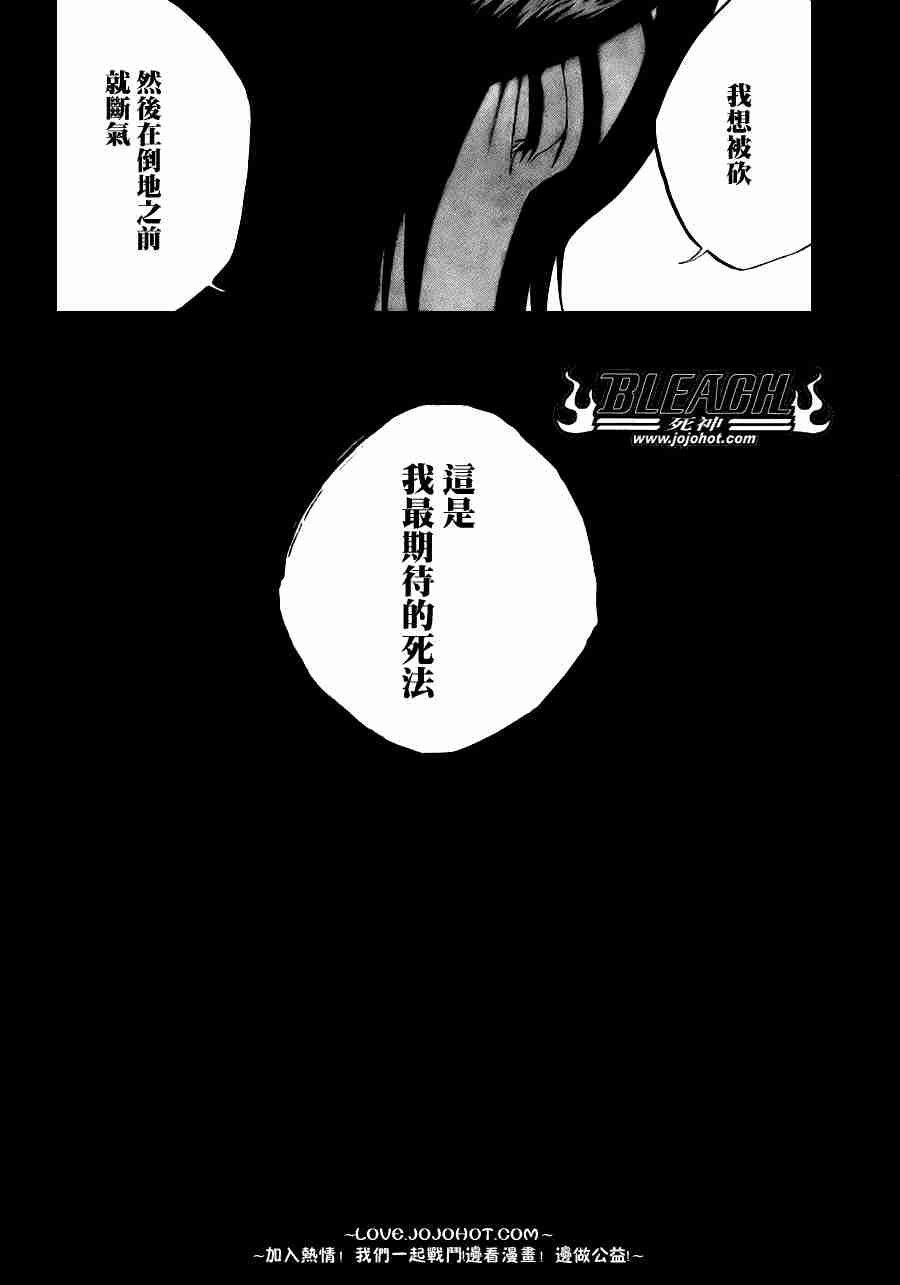 我想被砍
然後在倒地之前
就斷氣
BLEACH
死神
www.jojohot.com
這是
我最期待的死法
~LOVE.JOJOHOT.COM~
~加入熱情！我們一起戰鬥!邊看漫畫！邊做公益!~